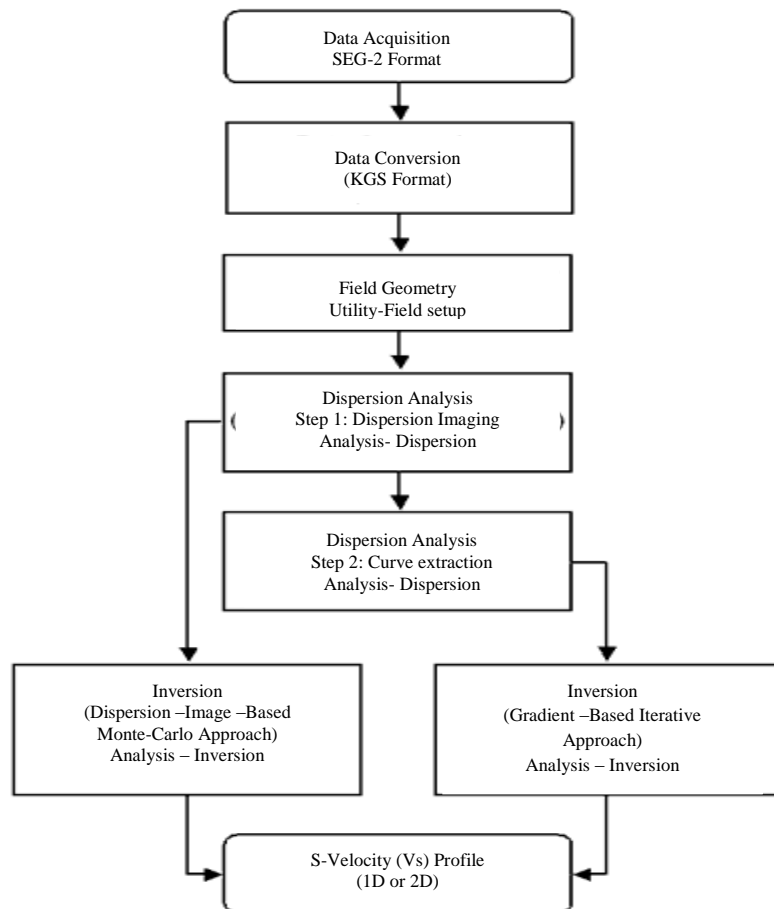 Data Acquisition
SEG-2 Format
Data Conversion
(KGS Format)
Field Geometry
Utility-Field setup
Dispersion Analysis
( Step 1: Dispersion Imaging )
Analysis- Dispersion
Dispersion Analysis
Step 2: Curve extraction
Analysis- Dispersion
Inversion
(Dispersion –Image –Based
Monte-Carlo Approach)
Analysis – Inversion
Inversion
(Gradient –Based Iterative
Approach)
Analysis – Inversion
S-Velocity (Vs) Profile
(1D or 2D)